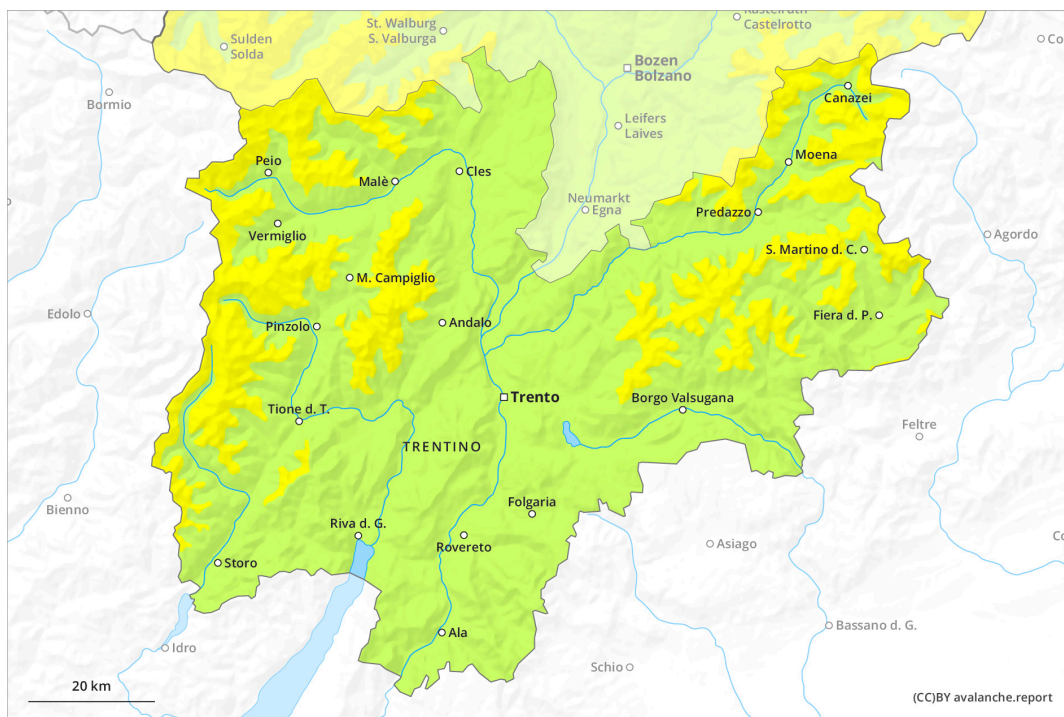 St. Walburg
S. Valburga
Castelrotto
Sulden
Solda
Bozen
Bolzano
Bormio
Canazei
Leifers
Laives
Peio
Malè
Cles
Moena
Neumarkt
Egna
Predazzo
Vermiglio
Agordo
S. Martino d. C.
M. Campiglio
Edolo
Pinzolo
Andalo
Fiera d. P.
Trento
Borgo Valsugana
Tione d. T.
Feltre
TRENTINO
Bienno
Folgaria
Riva d. G.
Rovereto
Asiago
Storo
Ala
Bassano d. G.
Idro
Schio
20 km
(CC)BY avalanche.report